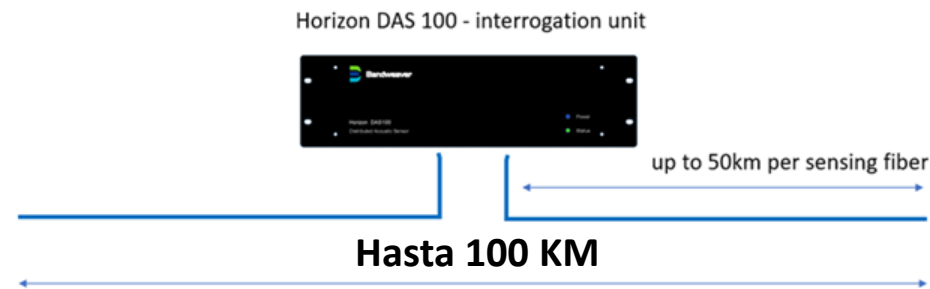 Horizon DAS 100 - interrogation unit
Bandweaver
Horizon DAS100
Distributed Acoustic Sensor
Power
Status
up to 50km per sensing fiber
Hasta 100 KM